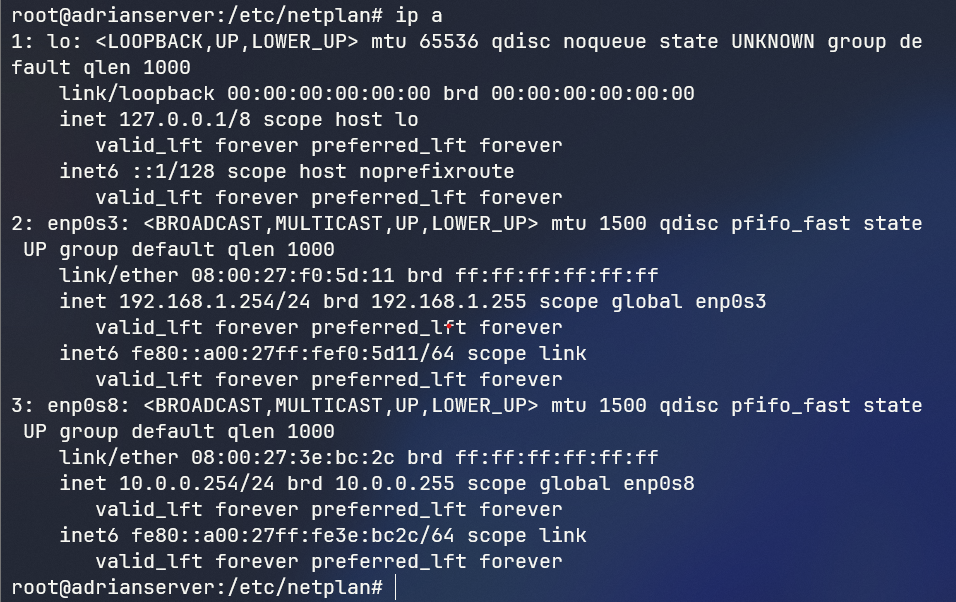 root@adrianserver:/etc/netplan# ip a
1: lo: <LOOPBACK,UP,LOWER_UP> mtu 65536 qdisc noqueue state UNKNOWN group de
fault qlen 1000
    link/loopback 00:00:00:00:00:00 brd 00:00:00:00:00:00
    inet 127.0.0.1/8 scope host lo
       valid_lft forever preferred_lft forever
    inet6 ::1/128 scope host noprefixroute
       valid_lft forever preferred_lft forever
2: enp0s3: <BROADCAST,MULTICAST,UP,LOWER_UP> mtu 1500 qdisc pfifo_fast state
 UP group default qlen 1000
    link/ether 08:00:27:f0:5d:11 brd ff:ff:ff:ff:ff:ff
    inet 192.168.1.254/24 brd 192.168.1.255 scope global enp0s3
       valid_lft forever preferred_lft forever
    inet6 fe80::a00:27ff:fef0:5d11/64 scope link
       valid_lft forever preferred_lft forever
3: enp0s8: <BROADCAST,MULTICAST,UP,LOWER_UP> mtu 1500 qdisc pfifo_fast state
 UP group default qlen 1000
    link/ether 08:00:27:3e:bc:2c brd ff:ff:ff:ff:ff:ff
    inet 10.0.0.254/24 brd 10.0.0.255 scope global enp0s8
       valid_lft forever preferred_lft forever
    inet6 fe80::a00:27ff:fe3e:bc2c/64 scope link
       valid_lft forever preferred_lft forever
root@adrianserver:/etc/netplan#